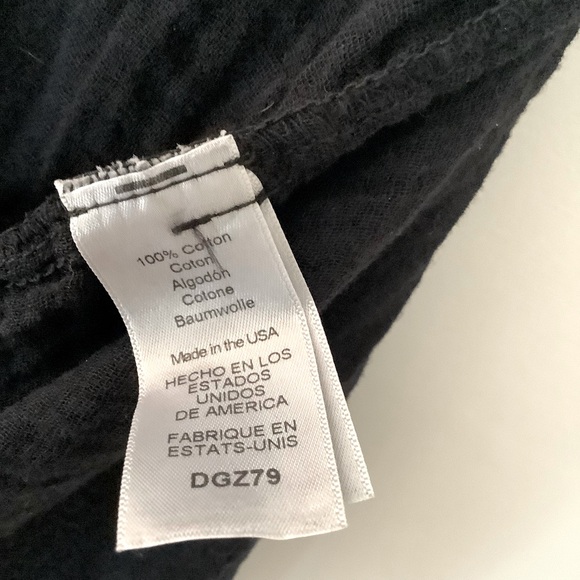 100% Cotton
Coton
Algodón
Cotone
Baumwolle
Made in the USA
HECHO EN LOS
ESTADOS
UNIDOS
DE AMERICA
FABRIQUE EN
ESTATS-UNIS
DGZ79